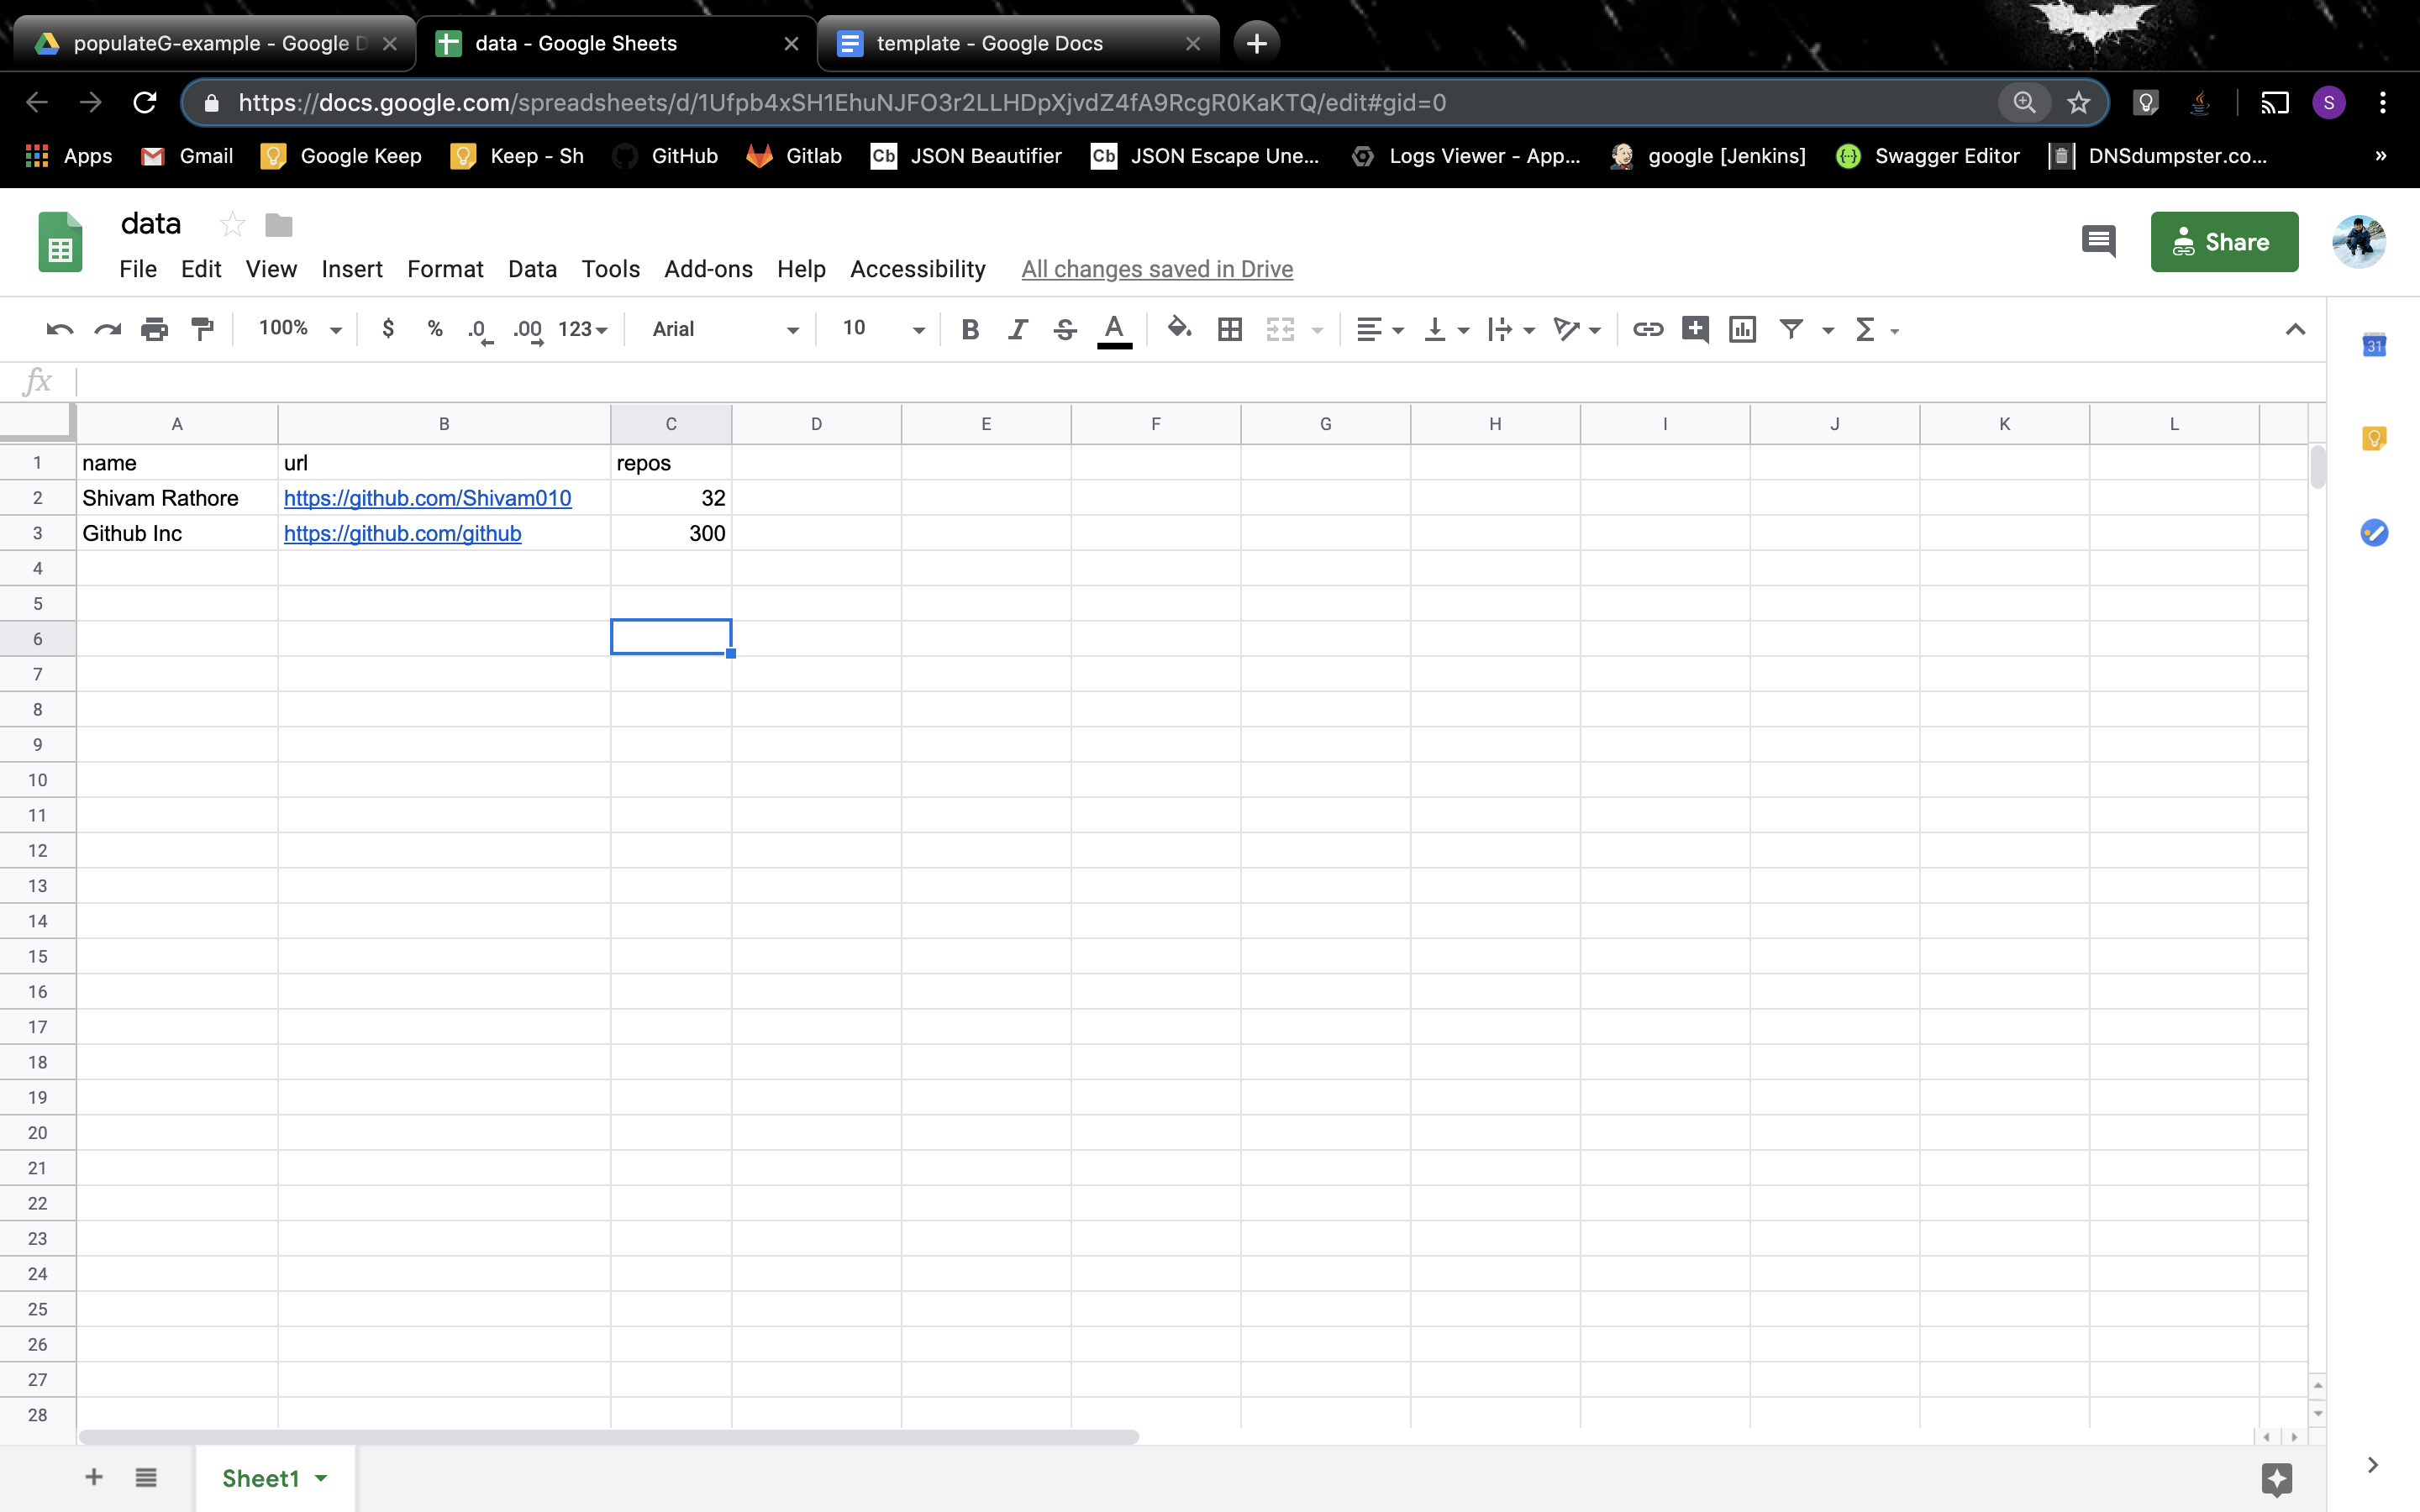 populateG-example - Google D
data - Google Sheets
template - Google Docs
https://docs.google.com/spreadsheets/d/1Ufpb4xSH1EhuNJFO3r2LLHDpXjvdZ4fA9RcgR0KaKTQ/edit#gid=0
S
Apps
Gmail
Google Keep
Keep - Sh
GitHub
Gitlab
Cb JSON Beautifier
Cb JSON Escape Une...
Logs Viewer - App...
google [Jenkins]
Swagger Editor
DNSdumpster.co...
»
data
File Edit View Insert Format Data Tools Add-ons Help Accessibility All changes saved in Drive
Share
100% $ % .0 .00 123 Arial 10 B I S A Σ
31
fx
A B C D E F G H I J K L
1 name url repos
2 Shivam Rathore https://github.com/Shivam010 32
3 Github Inc https://github.com/github 300
4
5
6
7
8
9
10
11
12
13
14
15
16
17
18
19
20
21
22
23
24
25
26
27
28
Sheet1